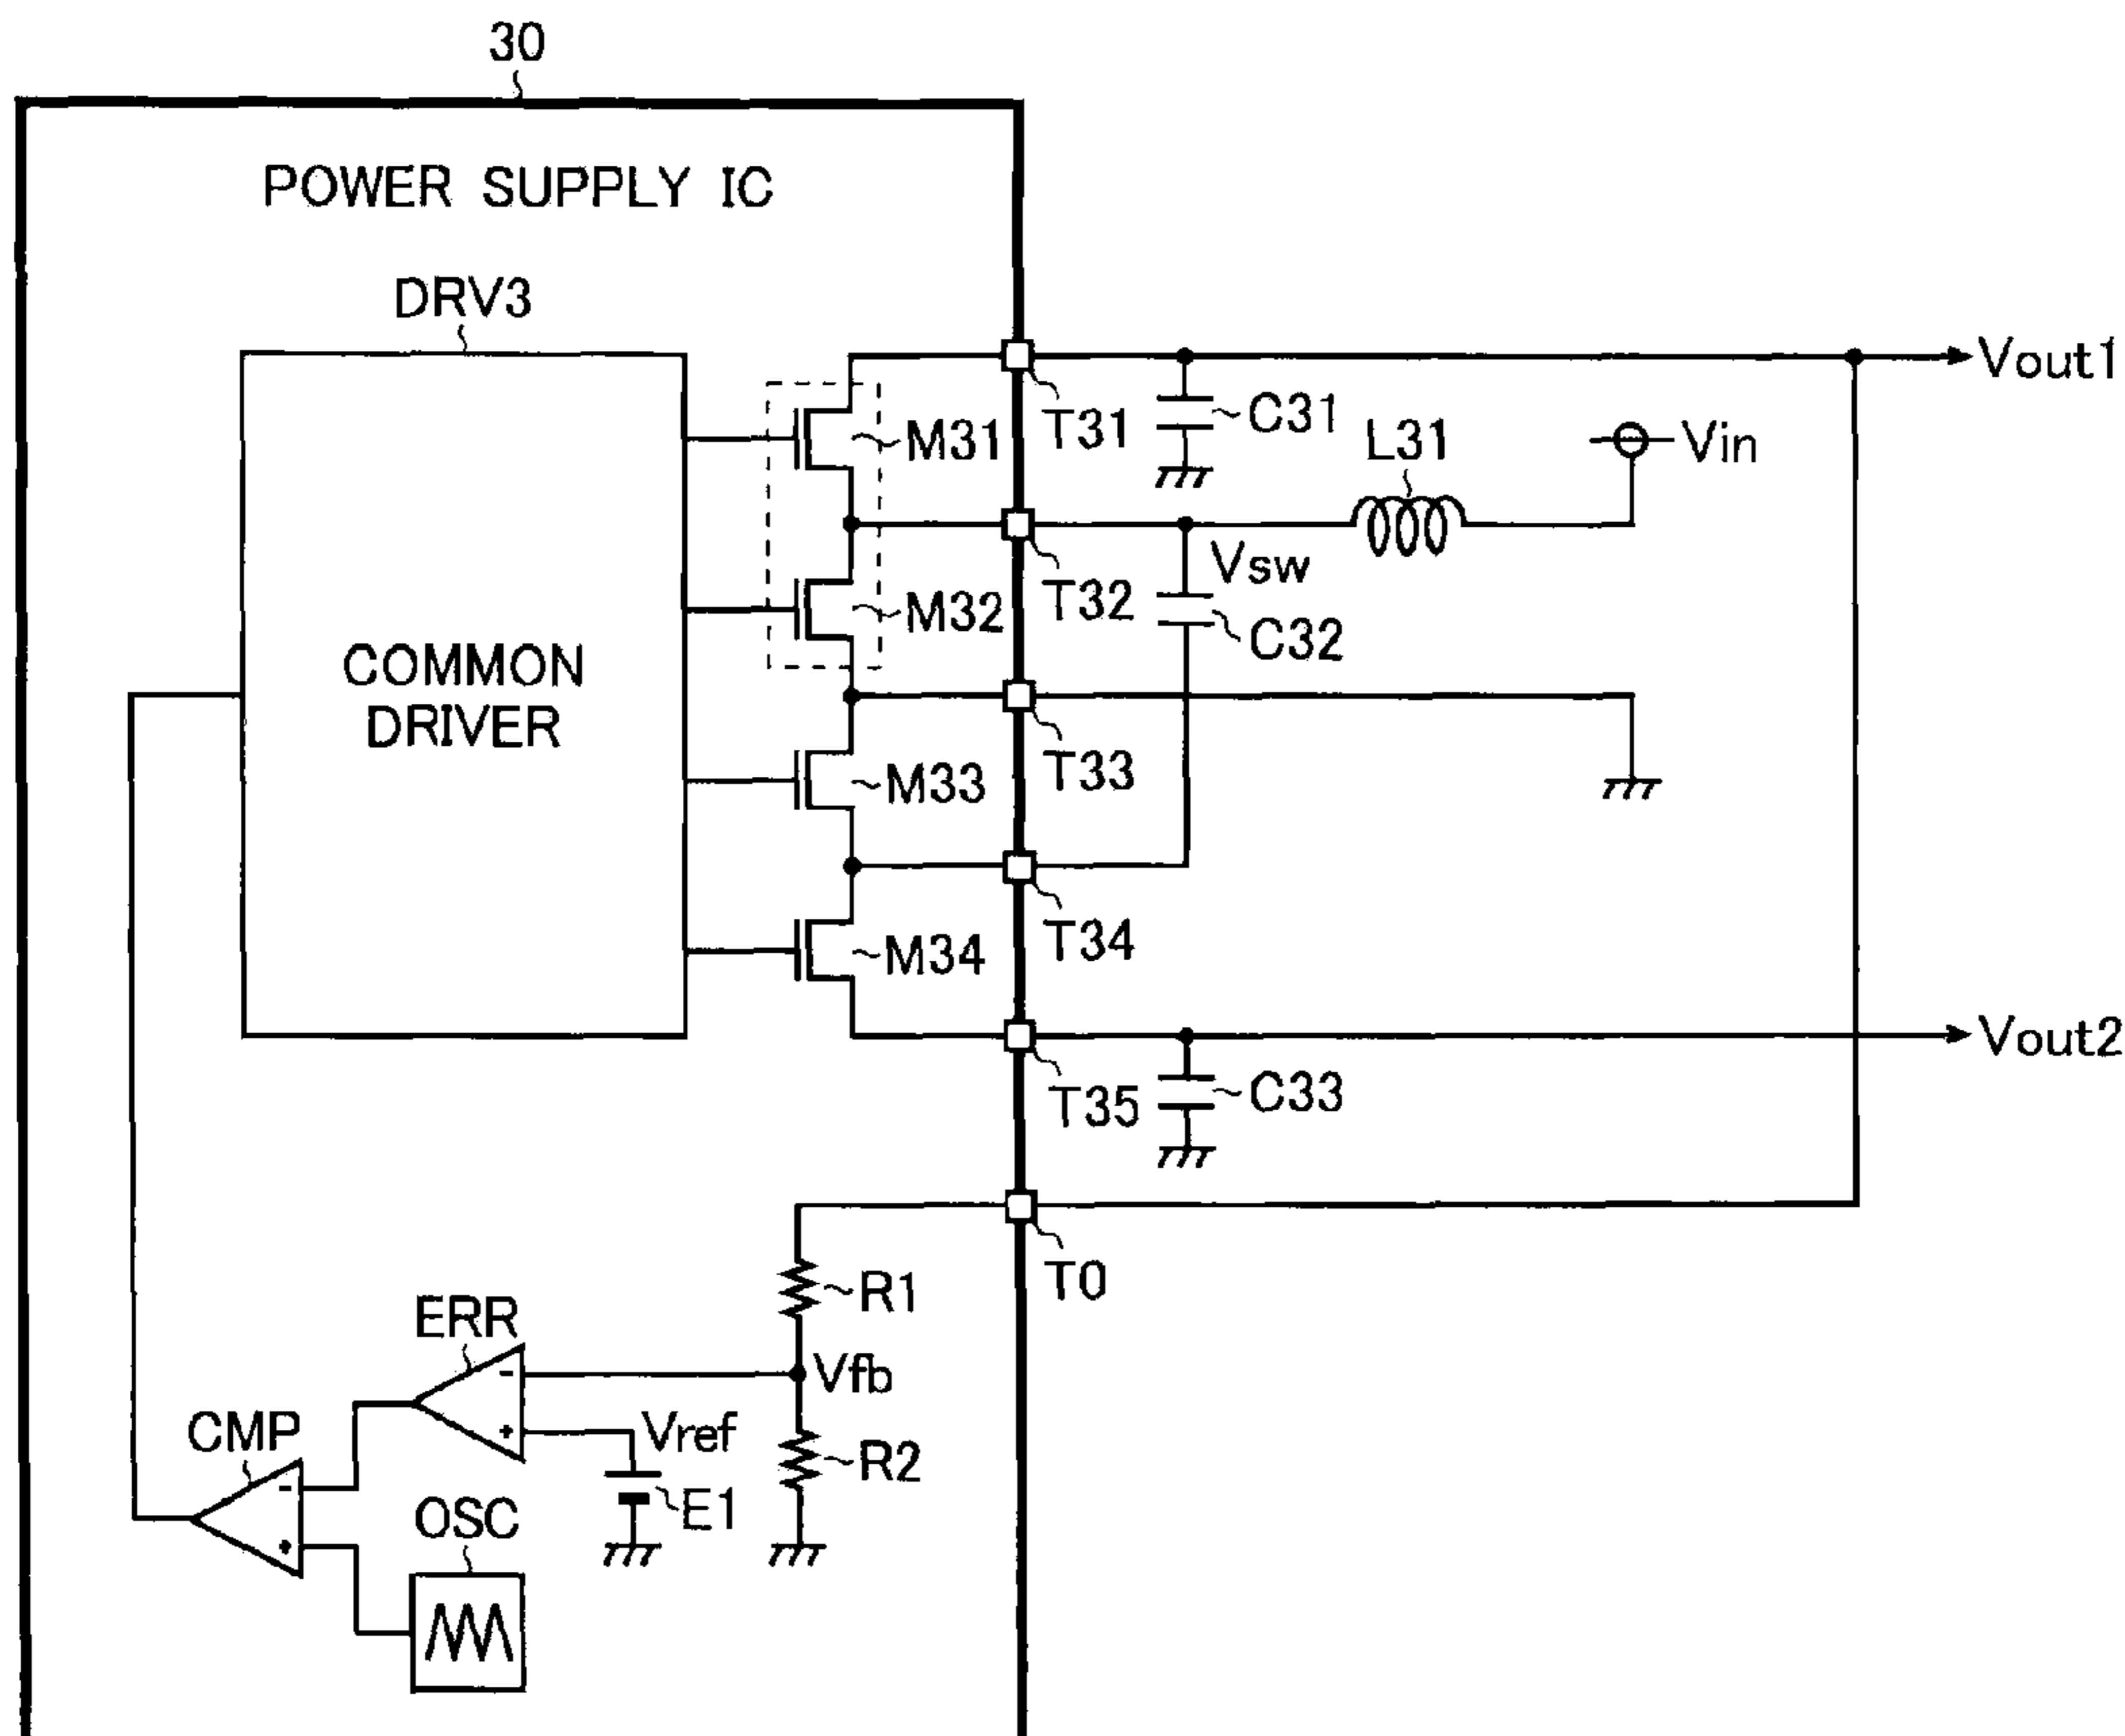 30
POWER SUPPLY IC
DRV3
Vout1
T31
C31
M31
L31
Vin
Vsw
T32
M32
C32
COMMON
DRIVER
T33
M33
T34
M34
Vout2
T35
C33
T0
R1
ERR
-
Vfb
+
Vref
CMP
R2
-
E1
OSC
+